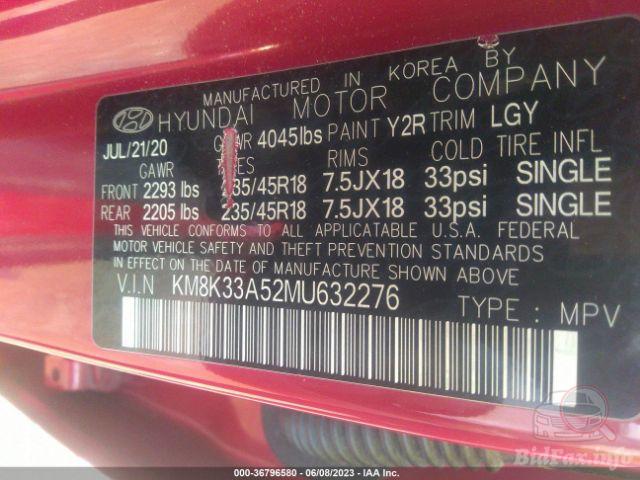 MANUFACTURED IN KOREA BY
HYUNDAI MOTOR COMPANY
JUL/21/20 4045lbs PAINT Y2R TRIM LGY
GAWR RIMS COLD TIRE INFL
FRONT 2293 lbs 235/45R18 7.5JX18 33psi SINGLE
REAR 2205 lbs 235/45R18 7.5JX18 33psi SINGLE
THIS VEHICLE CONFORMS TO ALL APPLICATABLE U.S.A. FEDERAL
MOTOR VEHICLE SAFETY AND THEFT PREVENTION STANDARDS
IN EFFECT ON THE DATE OF MANUFACTURE SHOWN ABOVE
V.I.N KM8K33A52MU632276
TYPE : MPV
BidFax.info
000-36796580 - 06/08/2023 - IAA Inc.